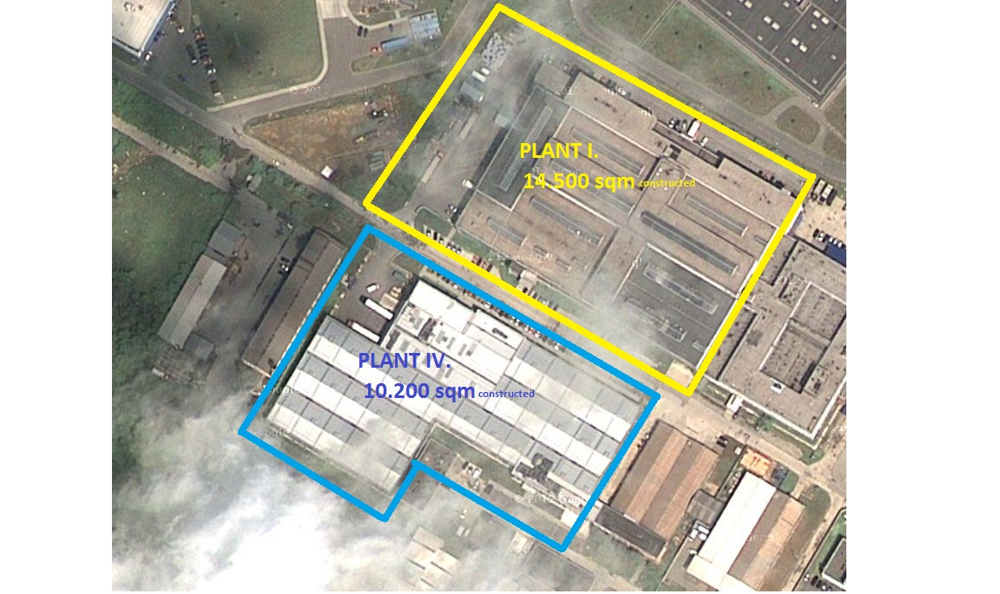 PLANT I.
14.500 sqm constructed
PLANT IV.
10.200 sqm constructed